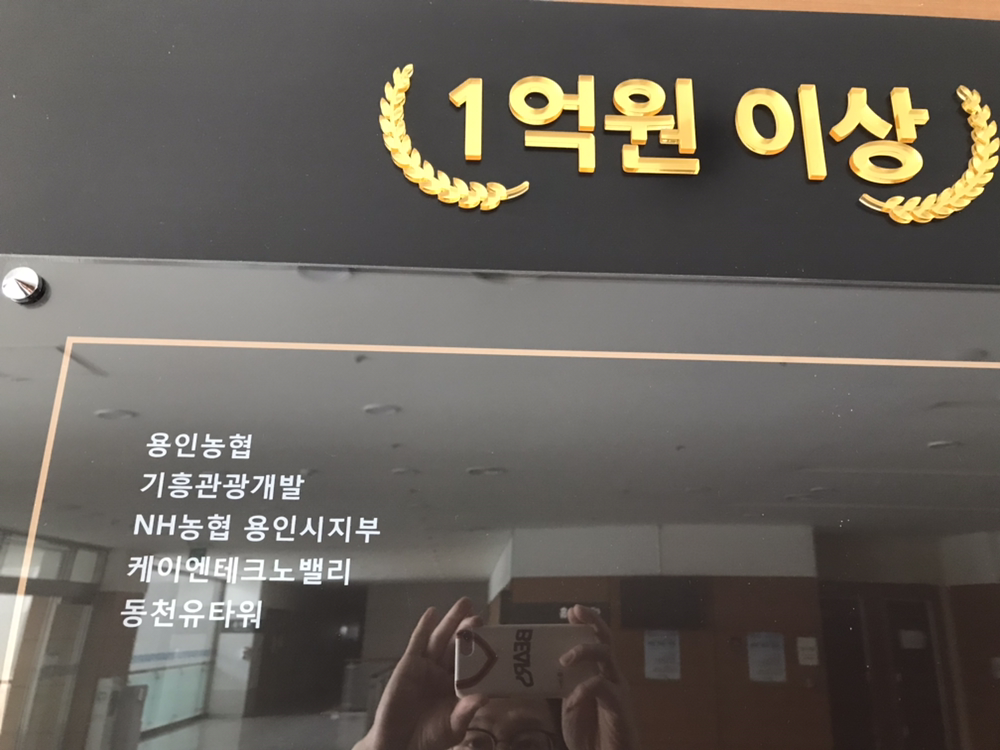 1억원 이상
용인농협
기흥관광개발
NH농협 용인시지부
케이엔테크노밸리
동천유타워
BEARS